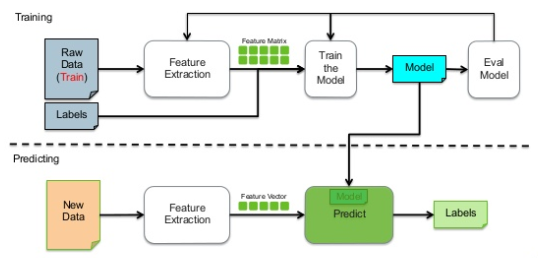 Training
Raw
Data
(Train)
Feature
Extraction
Feature Matrix
Train
the
Model
Model
Eval
Model
Labels
Predicting
New
Data
Feature
Extraction
Feature Vector
Model
Predict
Labels